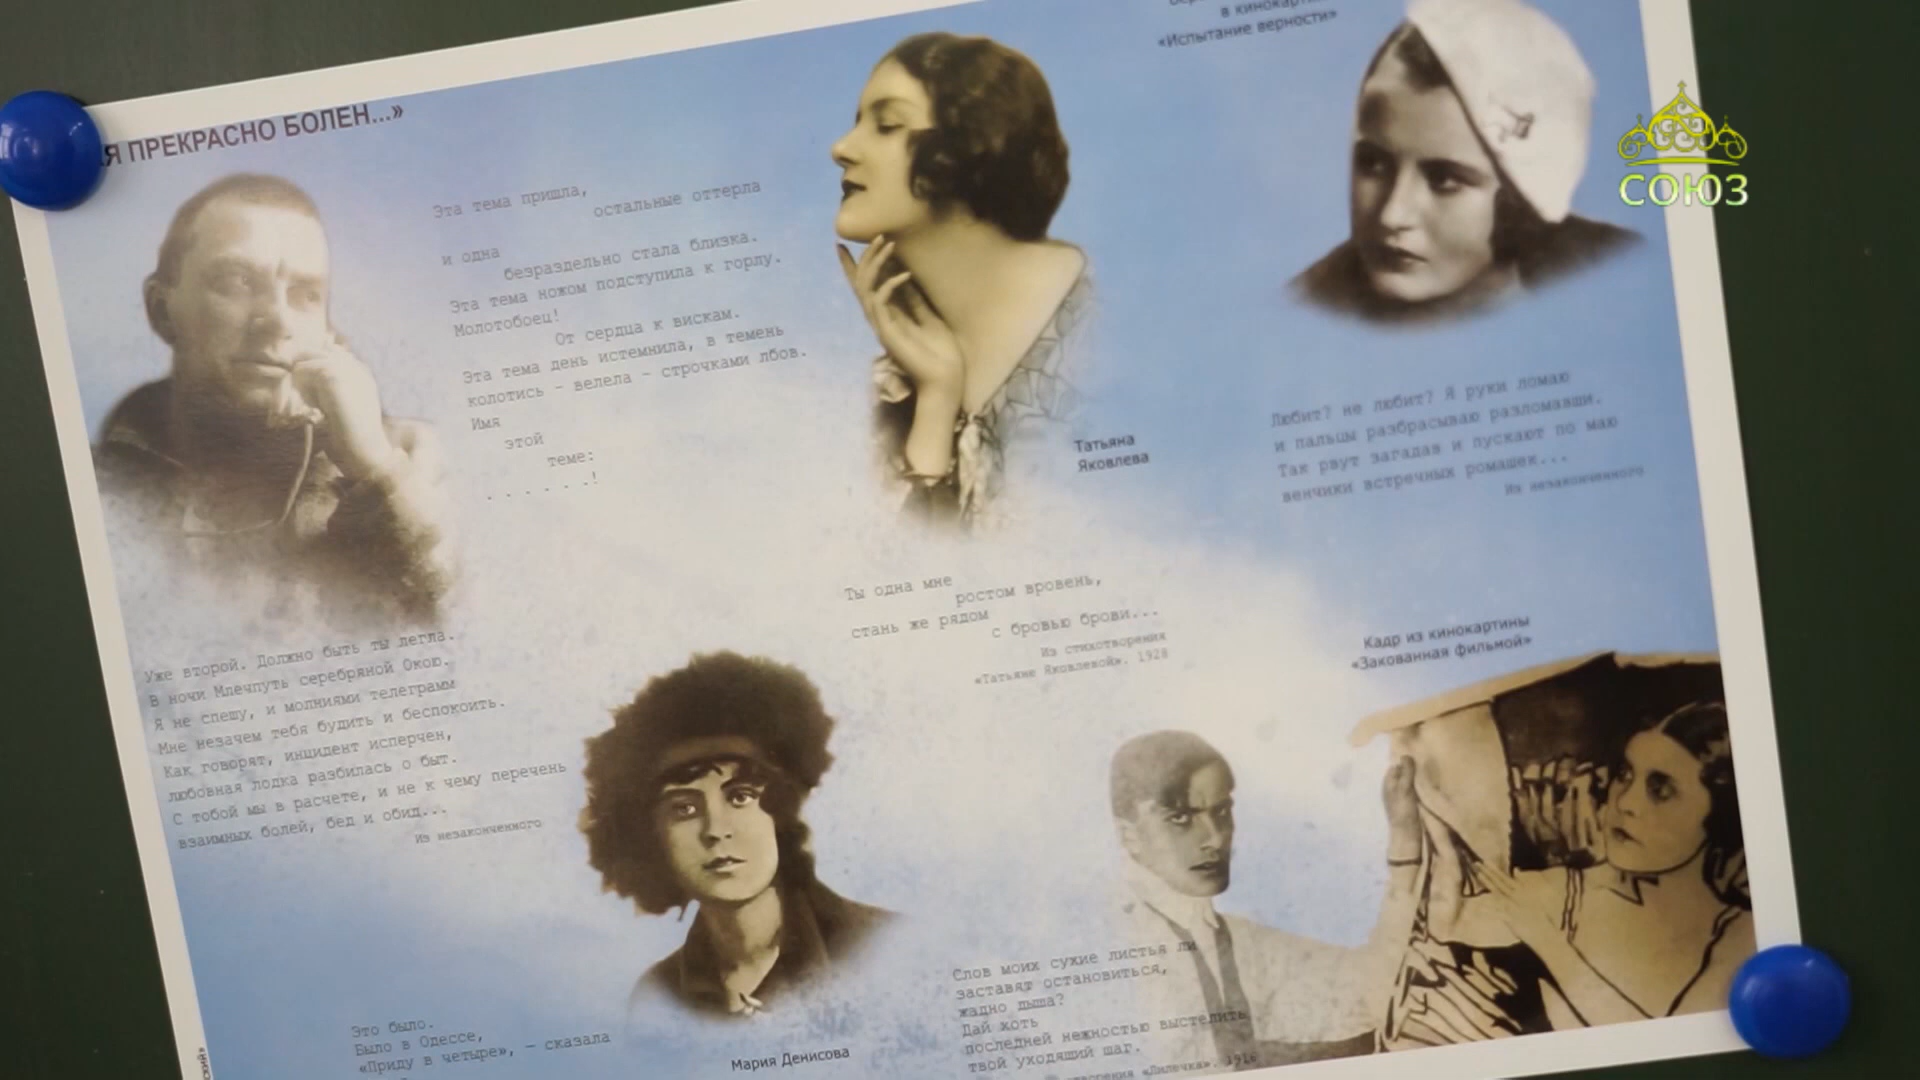 Я ПРЕКРАСНО БОЛЕН...»
Эта тема пришла,
остальные оттерла
и одна
безраздельно стала близка.
Эта тема ножом подступила к горлу.
Молотобоец!
От сердца к вискам.
Эта тема день истемнила, в темень
колотись – велела – строчками лбов.
Имя
этой
теме:
. . . . . .!
Уже второй. Должно быть ты легла.
В ночи Млечпуть серебряной Окою.
Я не спешу, и молниями телеграмм
Мне незачем тебя будить и беспокоить.
Как говорят, инцидент исперчен,
любовная лодка разбилась о быт.
С тобой мы в расчете, и не к чему перечень
взаимных болей, бед и обид...
Из незаконченного
Это было.
Было в Одессе,
«Приду в четыре», – сказала
Мария Денисова
Татьяна
Яковлева
Ты одна мне
ростом вровень,
стань же рядом
с бровью брови...
Из стихотворения
«Татьяне Яковлевой». 1928
в кинокартине
«Испытание верности»
СОЮЗ
Любит? не любит? Я руки ломаю
и пальцы разбрасываю разломавши.
Так рвут загадав и пускают по маю
венчики встречных ромашек...
Из незаконченного
Кадр из кинокартины
«Закованная фильмой»
Слов моих сухие листья ли
заставят остановиться,
жадно дыша?
Дай хоть
последней нежностью выстелить
твой уходящий шаг.
«Лилечка». 1916